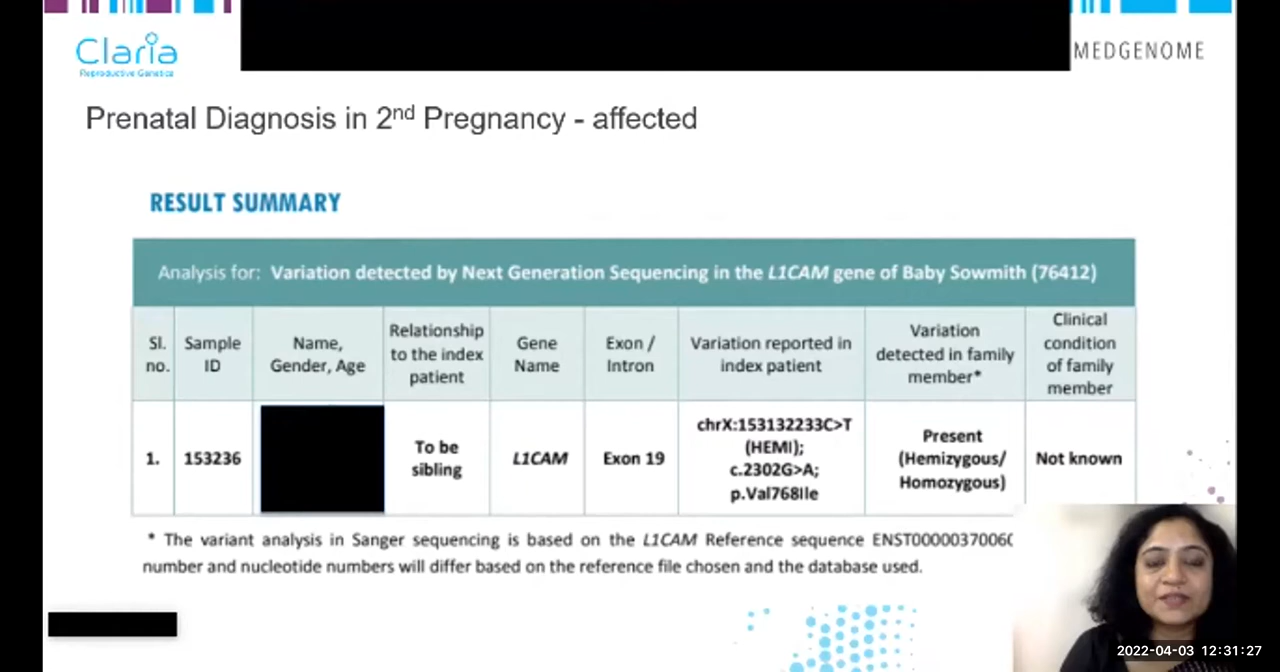 Claria
Reproductive Genetics
MEDGENOME
Prenatal Diagnosis in 2nd Pregnancy - affected
RESULT SUMMARY
Analysis for: Variation detected by Next Generation Sequencing in the L1CAM gene of Baby Sowmith (76412)
Sl. no.
Sample ID
Name, Gender, Age
Relationship to the index patient
Gene Name
Exon / Intron
Variation reported in index patient
Variation detected in family member*
Clinical condition of family member
1.
153236
To be sibling
L1CAM
Exon 19
chrX:153132233C>T
(HEMI);
c.2302G>A;
p.Val768Ile
Present
(Hemizygous/
Homozygous)
Not known
* The variant analysis in Sanger sequencing is based on the L1CAM Reference sequence
number and nucleotide numbers will differ based on the reference file chosen and the database used.
2022-04-03 12:31:27